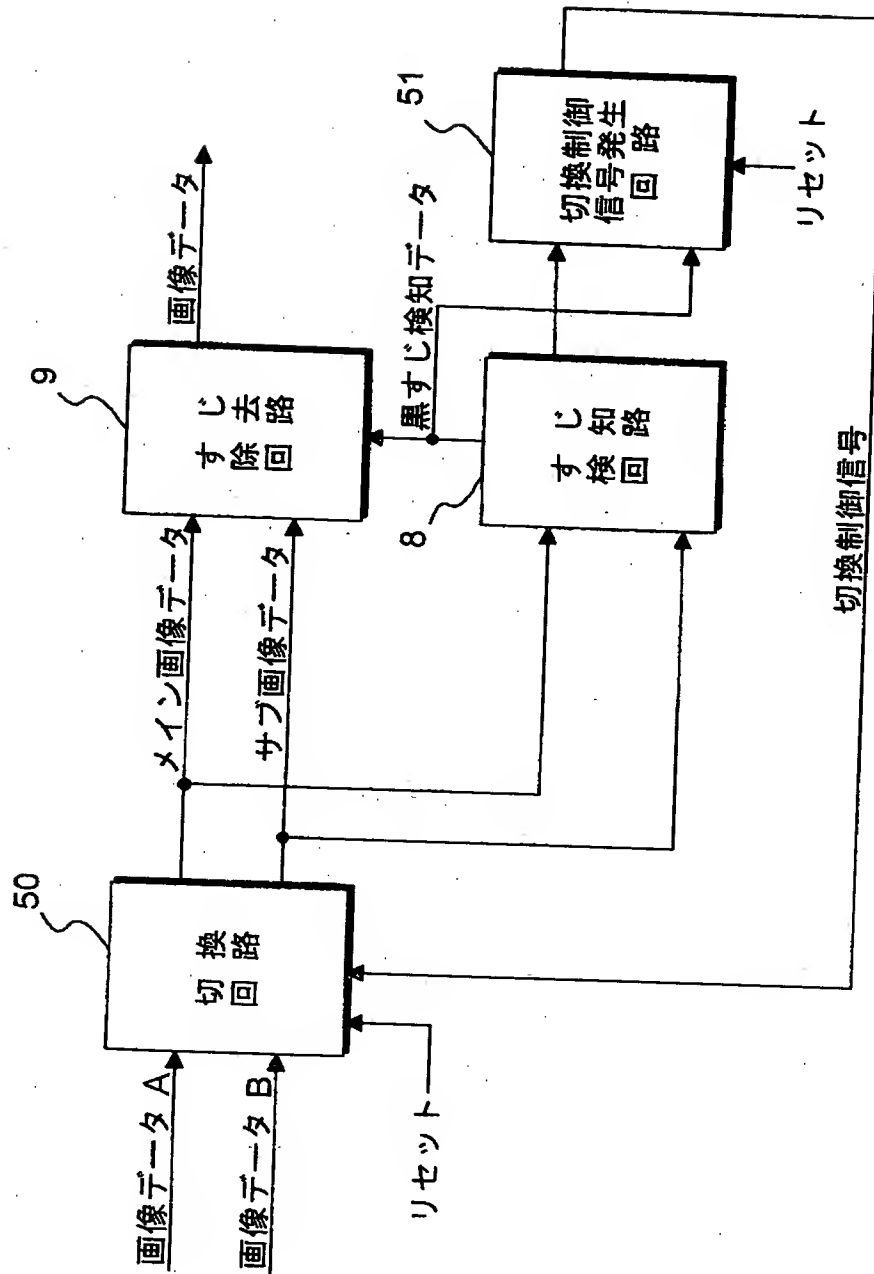 画像データ A
画像データ B
リセット
50
切 換
回 路
メイン画像データ
サブ画像データ
9
す じ
除 去
回 路
画像データ
8
す じ
検 知
回 路
黒すじ検知データ
51
切換制御
信号発生
回 路
リセット
切換制御信号